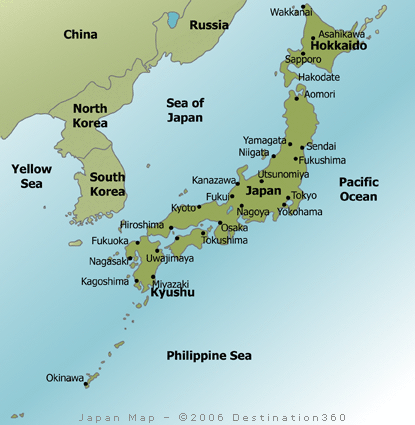 Wakkanai
Russia
China
Asahikawa
Hokkaido
Sapporo
Hakodate
Aomori
North
Korea
Sea of
Japan
Yamagata
Sendai
Niigata
Fukushima
Yellow
Sea
South
Korea
Utsunomiya
Kanazawa
Japan
Pacific
Ocean
Fukui
Tokyo
Kyoto
Nagoya
Yokohama
Hiroshima
Osaka
Fukuoka
Tokushima
Uwajimaya
Nagasaki
Kagoshima
Miyazaki
Kyushu
Philippine Sea
Okinawa
Japan Map - ©2006 Destination360